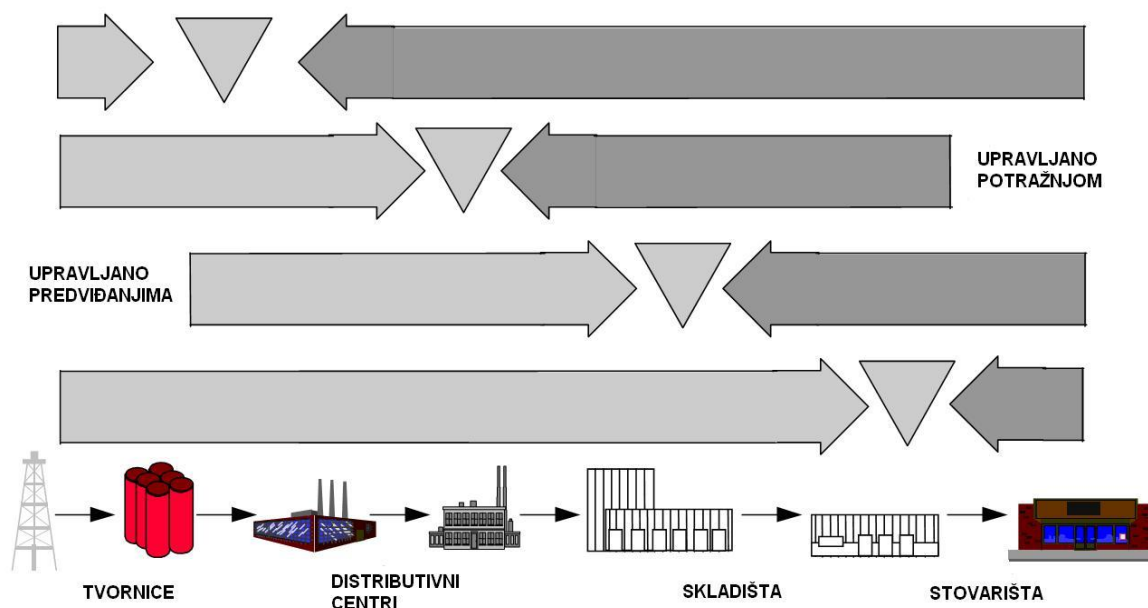 UPRAVLJANO
POTRAŽNJOM
UPRAVLJANO
PREDVIĐANJIMA
TVORNICE
DISTRIBUTIVNI
CENTRI
SKLADIŠTA
STOVARIŠTA